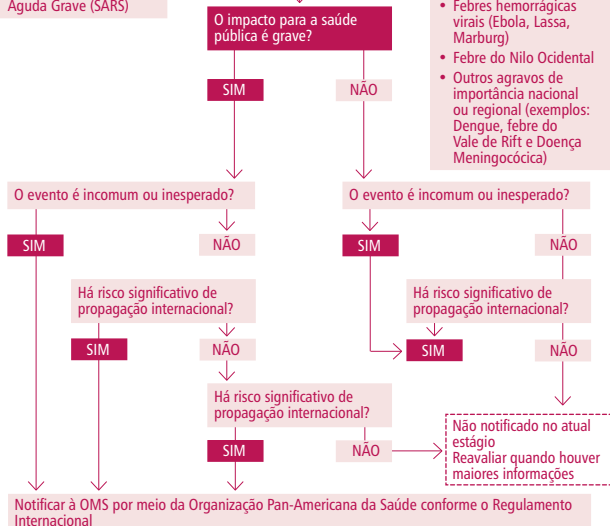 Aguda Grave (SARS)
O impacto para a saúde
pública é grave?
• Febres hemorrágicas
virais (Ebola, Lassa,
Marburg)
• Febre do Nilo Ocidental
• Outros agravos de
importância nacional
ou regional (exemplos:
Dengue, febre do
Vale de Rift e Doença
Meningocócica)
SIM
NÃO
O evento é incomum ou inesperado?
O evento é incomum ou inesperado?
SIM
NÃO
SIM
NÃO
Há risco significativo de
propagação internacional?
Há risco significativo de
propagação internacional?
SIM
NÃO
SIM
NÃO
Há risco significativo de
propagação internacional?
SIM
NÃO
Não notificado no atual
estágio
Reavaliar quando houver
maiores informações
Notificar à OMS por meio da Organização Pan-Americana da Saúde conforme o Regulamento
Internacional